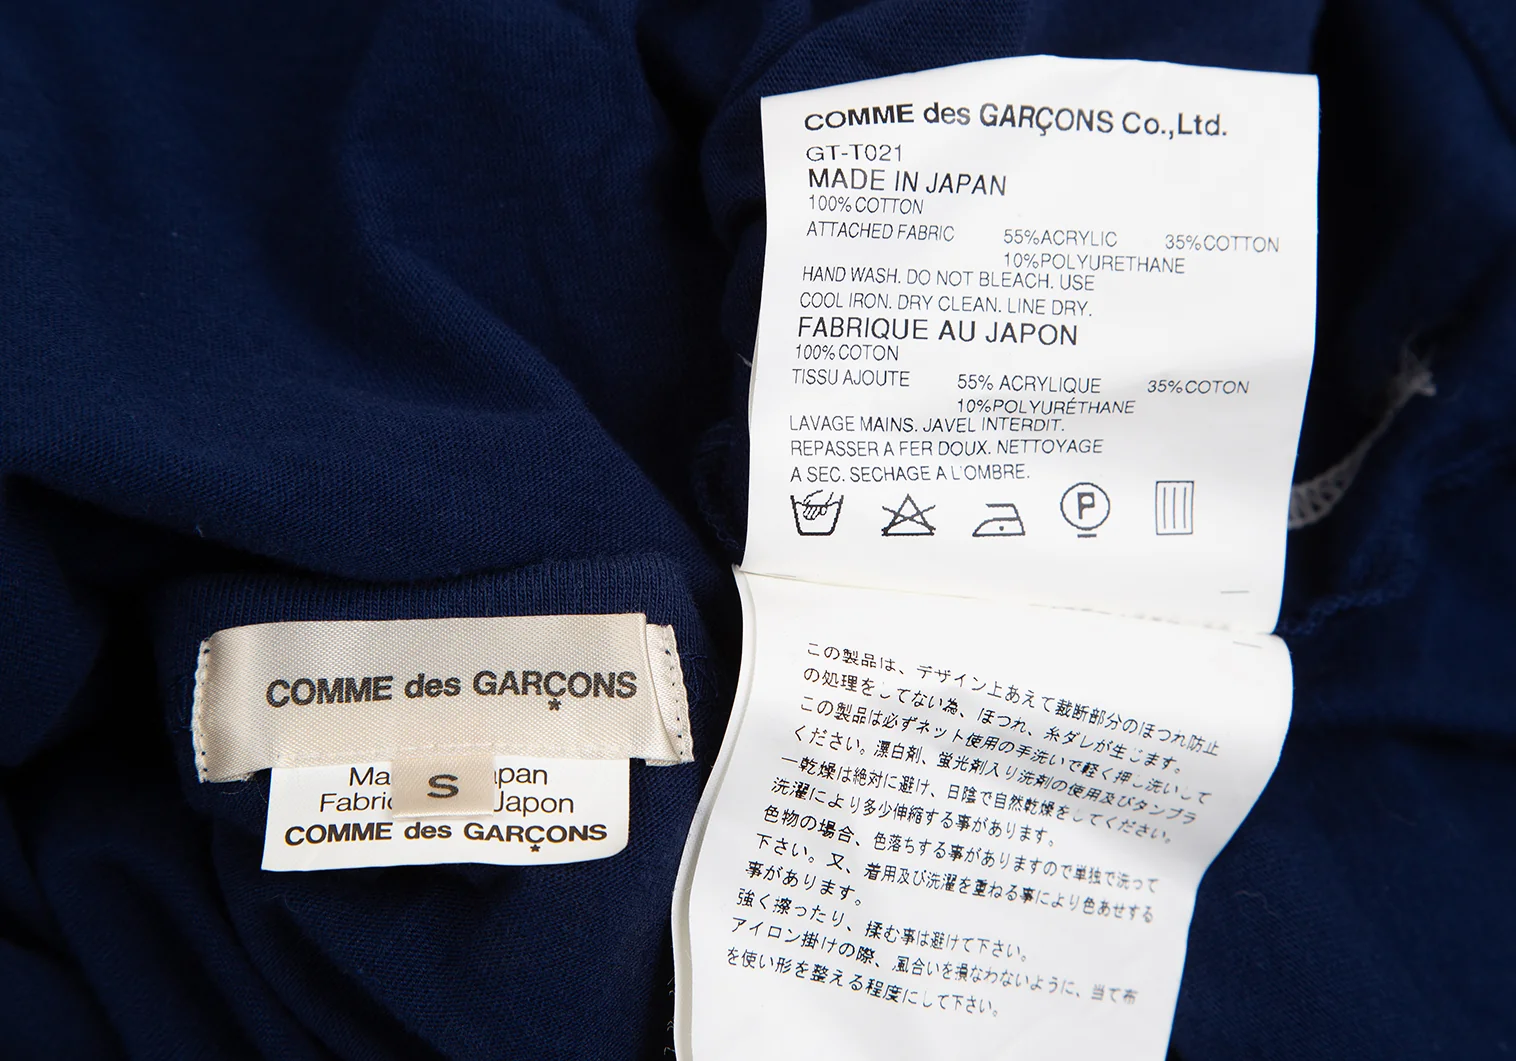 COMME des GARÇONS Co.,Ltd.
GT-T021
MADE IN JAPAN
100% COTTON
ATTACHED FABRIC 55%ACRYLIC 35%COTTON
10%POLYURETHANE
HAND WASH. DO NOT BLEACH. USE
COOL IRON. DRY CLEAN. LINE DRY.
FABRIQUE AU JAPON
100%COTON
TISSU AJOUTE 55% ACRYLIQUE 35%COTON
10%POLYURÉTHANE
LAVAGE MAINS. JAVEL INTERDIT.
REPASSER A FER DOUX. NETTOYAGE
A SEC. SECHAGE A L'OMBRE.
P
COMME des GARÇONS
*
Ma apan
S
Fabric Japon
COMME des GARÇONS
*
この製品は、デザイン上あえて裁断部分のほつれ防止
の処理をしてない為、ほつれ、糸ダレが生じます。
この製品は必ずネット使用の手洗いで軽く押し洗いして
ください。漂白剤、蛍光剤入り洗剤の使用及びタンブラ
ー乾燥は絶対に避け、日陰で自然乾燥をしてください。
洗濯により多少伸縮する事があります。
色物の場合、色落ちする事がありますので単独で洗って
下さい。又、着用及び洗濯を重ねる事により色あせする
事があります。
強く擦ったり、揉む事は避けて下さい。
アイロン掛けの際、風合いを損なわないように、当て布
を使い形を整える程度にして下さい。